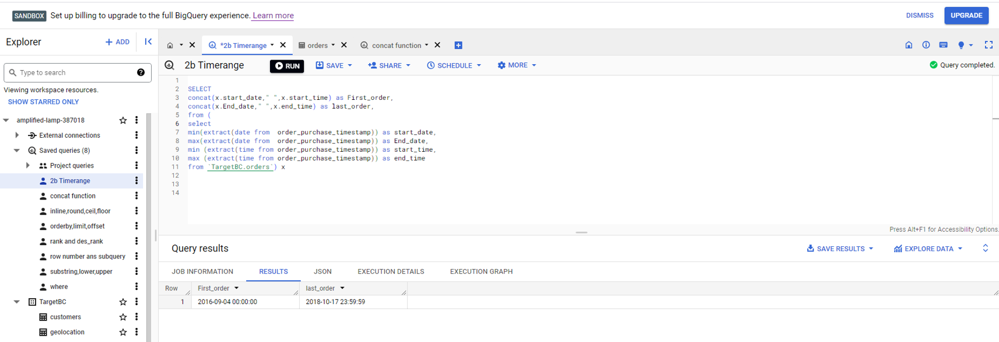 SANDBOX Set up billing to upgrade to the full BigQuery experience. Learn more DISMISS UPGRADE
Explorer + ADD
*2b Timerange orders concat function
Type to search
2b Timerange RUN SAVE SHARE SCHEDULE MORE Query completed.
Viewing workspace resources.
SHOW STARRED ONLY
amplified-lamp-387018
External connections
Saved queries (8)
Project queries
2b Timerange
concat function
inline,round,ceil,floor
orderby,limit,offset
rank and des_rank
row number ans subquery
substring,lower,upper
where
TargetBC
customers
geolocation
1
2 SELECT
3 concat(x.start_date," ",x.start_time) as First_order,
4 concat(x.End_date," ",x.end_time) as last_order,
5 from (
6 select
7 min(extract(date from  order_purchase_timestamp)) as start_date,
8 max(extract(date from  order_purchase_timestamp)) as End_date,
9 min (extract(time from order_purchase_timestamp)) as start_time,
10 max (extract(time from order_purchase_timestamp)) as end_time
11 from `TargetBC.orders`) x
12
13
14
Press Alt+F1 for Accessibility Options.
Query results SAVE RESULTS EXPLORE DATA
JOB INFORMATION RESULTS JSON EXECUTION DETAILS EXECUTION GRAPH
Row First_order last_order
1 2016-09-04 00:00:00 2018-10-17 23:59:59